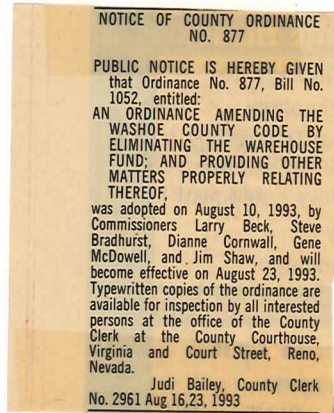 NOTICE OF COUNTY ORDINANCE
NO. 877
PUBLIC NOTICE IS HEREBY GIVEN
that Ordinance No. 877, Bill No.
1052, entitled:
AN ORDINANCE AMENDING THE
WASHOE COUNTY CODE BY
ELIMINATING THE WAREHOUSE
FUND; AND PROVIDING OTHER
MATTERS PROPERLY RELATING
THEREOF,
was adopted on August 10, 1993, by
Commissioners Larry Beck, Steve
Bradhurst, Dianne Cornwall, Gene
McDowell, and Jim Shaw, and will
become effective on August 23, 1993.
Typewritten copies of the ordinance are
available for inspection by all interested
persons at the office of the County
Clerk at the County Courthouse,
Virginia and Court Street, Reno,
Nevada.
Judi Bailey, County Clerk
No. 2961 Aug 16,23, 1993